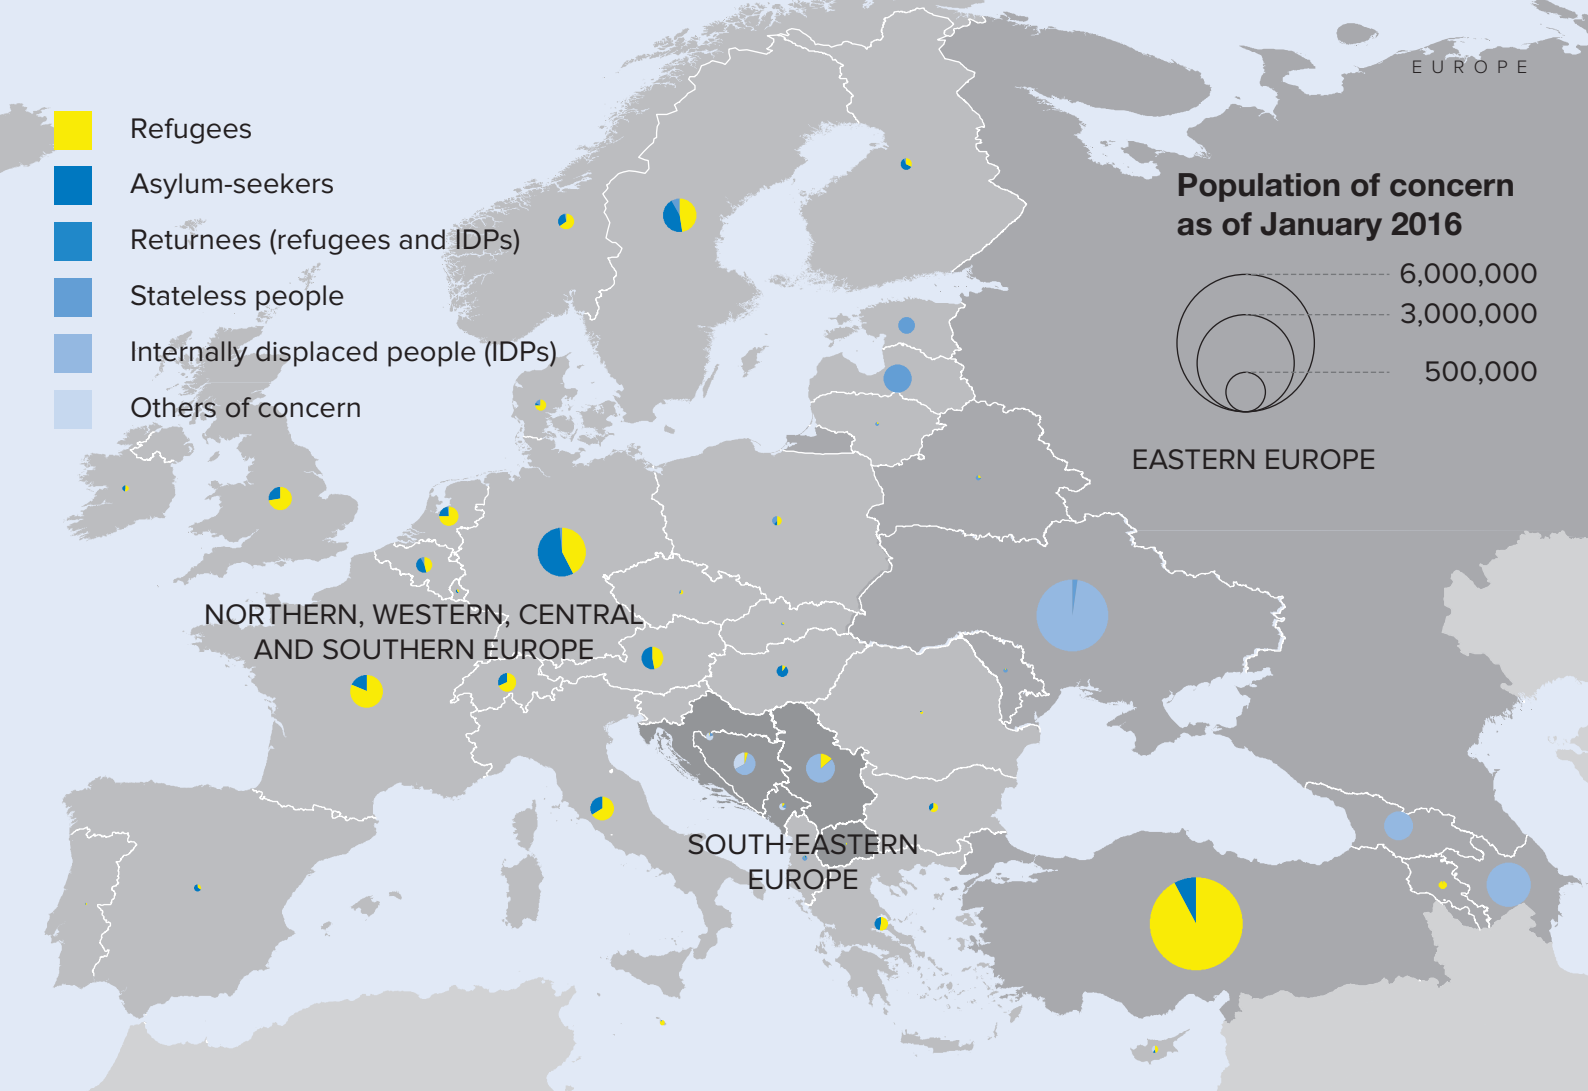 EUROPE
Refugees
Asylum-seekers
Returnees (refugees and IDPs)
Stateless people
Internally displaced people (IDPs)
Others of concern
Population of concern
as of January 2016
6,000,000
3,000,000
500,000
EASTERN EUROPE
NORTHERN, WESTERN, CENTRAL
AND SOUTHERN EUROPE
SOUTH-EASTERN
EUROPE